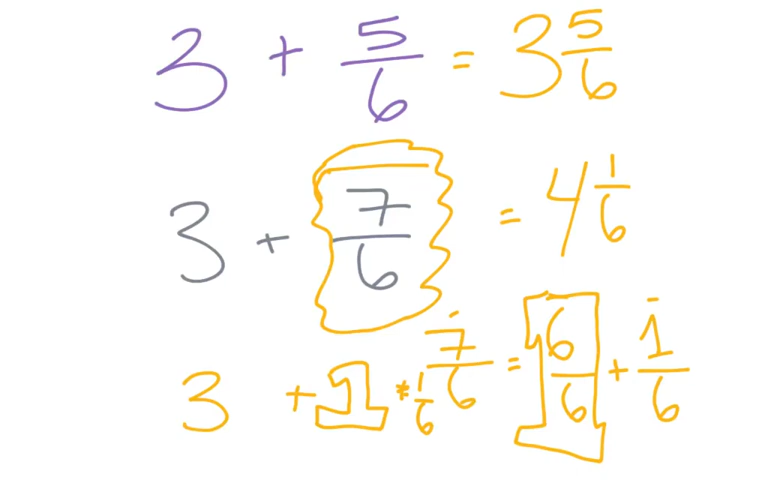 3 + 5/6 = 3 5/6
3 + 7/6 = 4 1/6
3 + 1 * 1/6 7/6 = 6/6 + 1/6